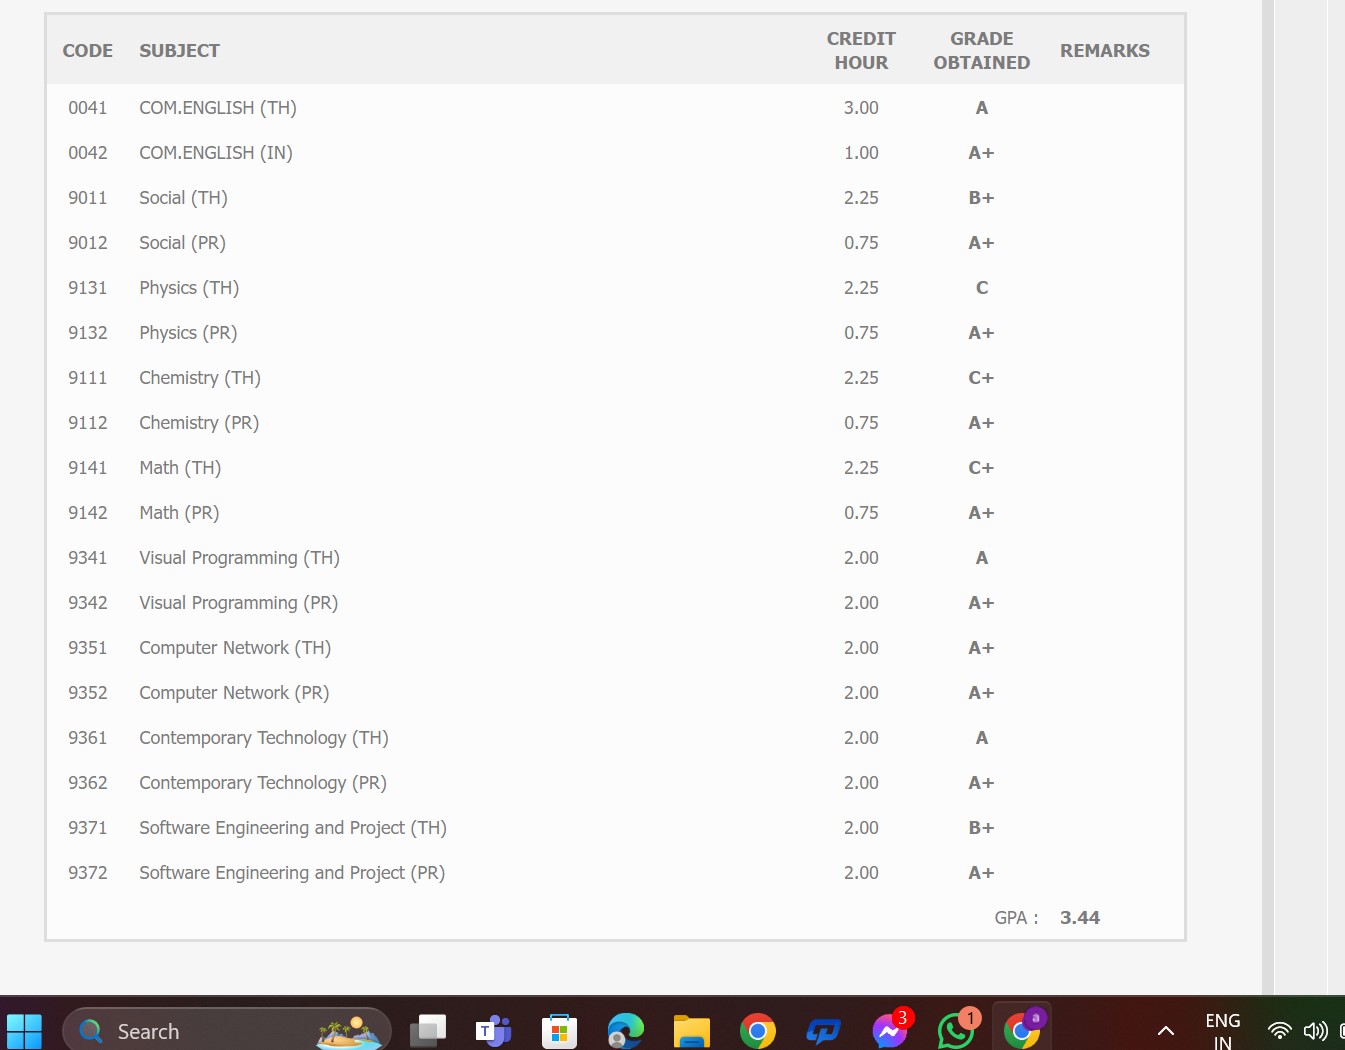 CODE SUBJECT CREDIT HOUR GRADE OBTAINED REMARKS
0041 COM.ENGLISH (TH) 3.00 A
0042 COM.ENGLISH (IN) 1.00 A+
9011 Social (TH) 2.25 B+
9012 Social (PR) 0.75 A+
9131 Physics (TH) 2.25 C
9132 Physics (PR) 0.75 A+
9111 Chemistry (TH) 2.25 C+
9112 Chemistry (PR) 0.75 A+
9141 Math (TH) 2.25 C+
9142 Math (PR) 0.75 A+
9341 Visual Programming (TH) 2.00 A
9342 Visual Programming (PR) 2.00 A+
9351 Computer Network (TH) 2.00 A+
9352 Computer Network (PR) 2.00 A+
9361 Contemporary Technology (TH) 2.00 A
9362 Contemporary Technology (PR) 2.00 A+
9371 Software Engineering and Project (TH) 2.00 B+
9372 Software Engineering and Project (PR) 2.00 A+
GPA : 3.44
Search T 3 1 a ENG
IN